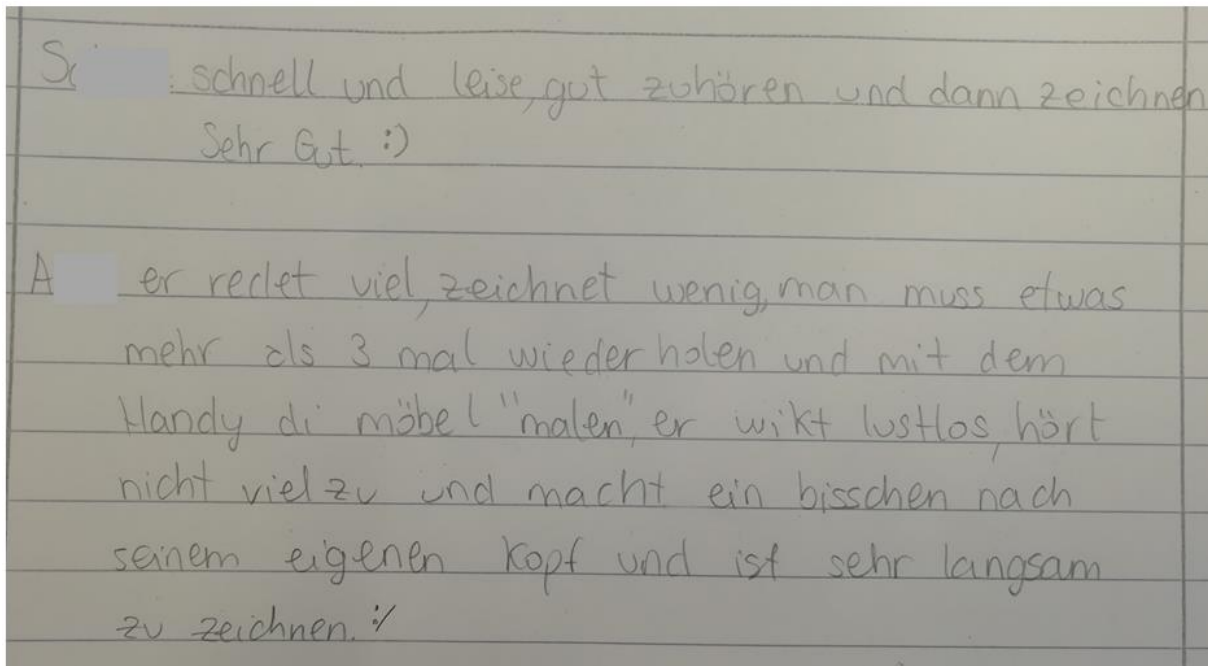 S schnell und leise, gut zuhören und dann zeichnen
Sehr Gut. :)
A er redet viel, zeichnet wenig, man muss etwas
mehr als 3 mal wiederholen und mit dem
Handy di möbel "malen", er wikt lustlos, hört
nicht viel zu und macht ein bisschen nach
seinem eigenen Kopf und ist sehr langsam
zu zeichnen. :/